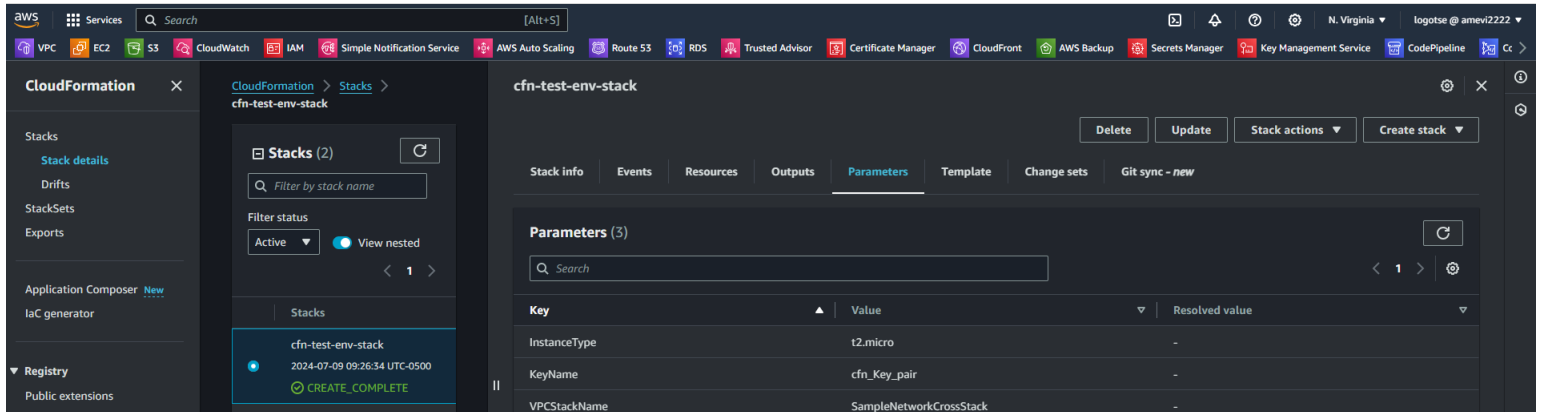 aws Services Search [Alt+S] N. Virginia ▼ logotse @ amevi2222 ▼
VPC EC2 S3 CloudWatch IAM Simple Notification Service AWS Auto Scaling Route 53 RDS Trusted Advisor Certificate Manager CloudFront AWS Backup Secrets Manager Key Management Service CodePipeline Cc
CloudFormation
Stacks
Stack details
Drifts
StackSets
Exports
Application Composer New
IaC generator
Registry
Public extensions
CloudFormation > Stacks >
cfn-test-env-stack
Stacks (2)
Filter by stack name
Filter status
Active ▼ View nested
< 1 >
Stacks
cfn-test-env-stack
2024-07-09 09:26:34 UTC-0500
CREATE_COMPLETE
cfn-test-env-stack
Delete Update Stack actions ▼ Create stack ▼
Stack info Events Resources Outputs Parameters Template Change sets Git sync - new
Parameters (3)
Search < 1 >
Key Value Resolved value
InstanceType t2.micro -
KeyName cfn_Key_pair -
VPCStackName SampleNetworkCrossStack -